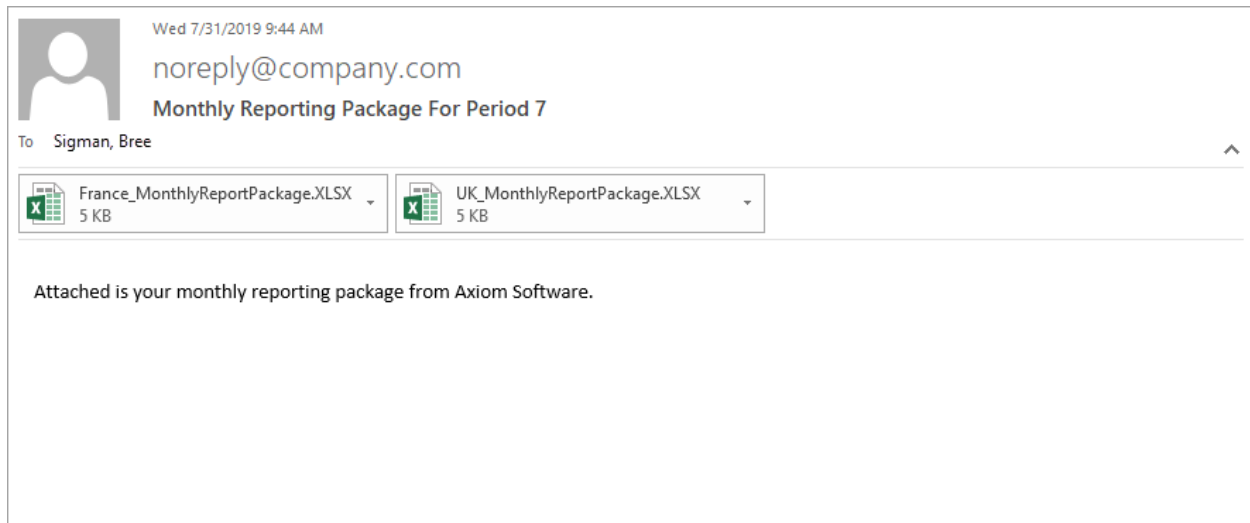 Wed 7/31/2019 9:44 AM
noreply@company.com
Monthly Reporting Package For Period 7
To Sigman, Bree
France_MonthlyReportPackage.XLSX
5 KB
UK_MonthlyReportPackage.XLSX
5 KB
Attached is your monthly reporting package from Axiom Software.